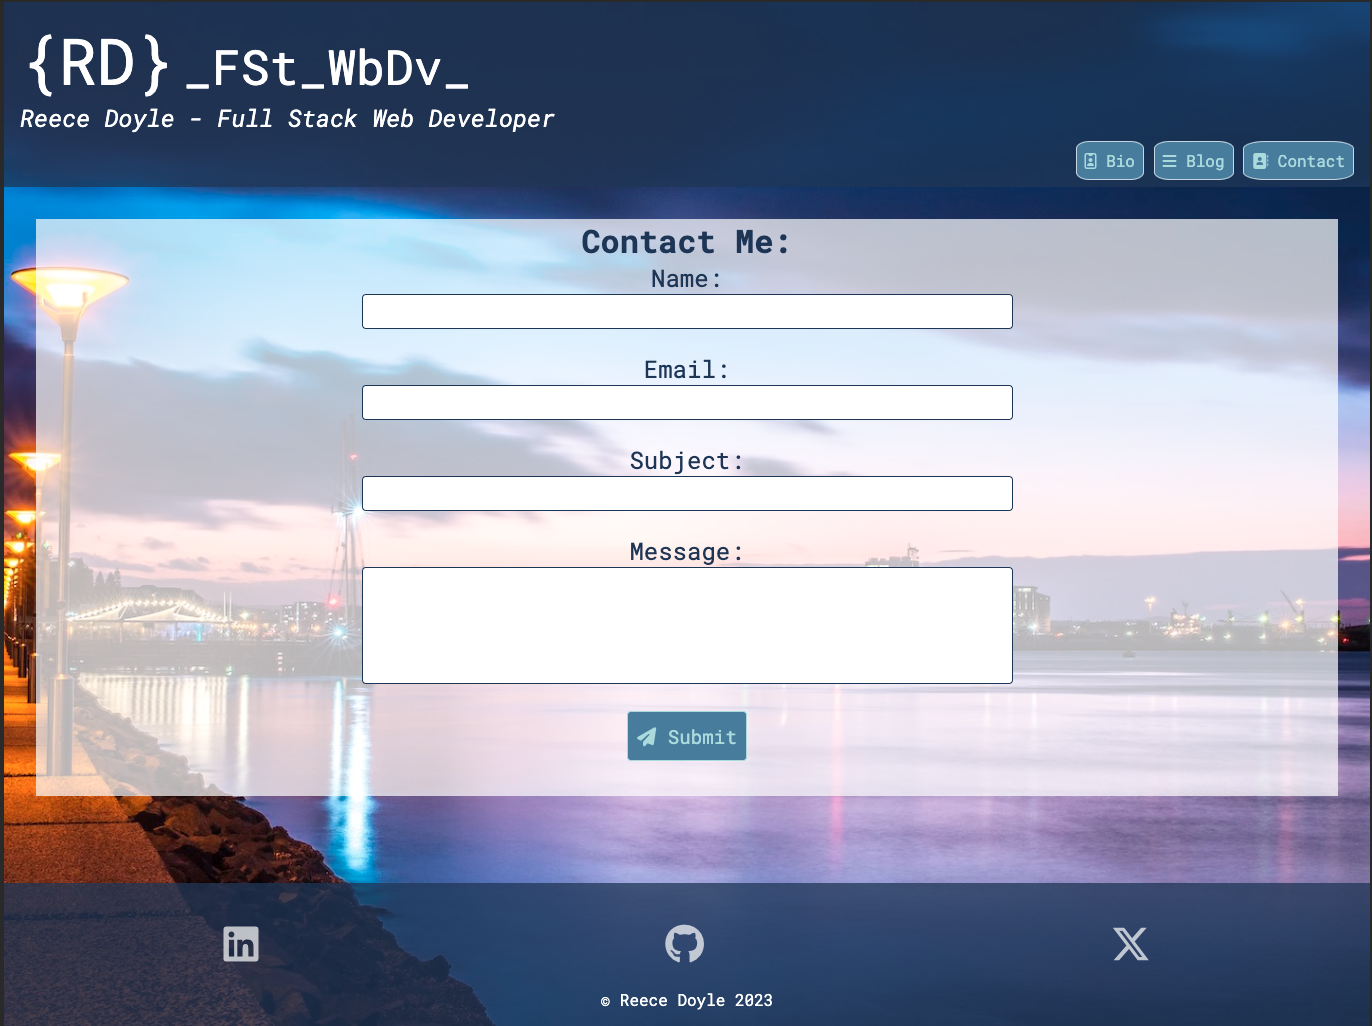 {RD}_FSt_WbDv_
Reece Doyle - Full Stack Web Developer
Bio Blog Contact
Contact Me:
Name:
Email:
Subject:
Message:
Submit
in
© Reece Doyle 2023